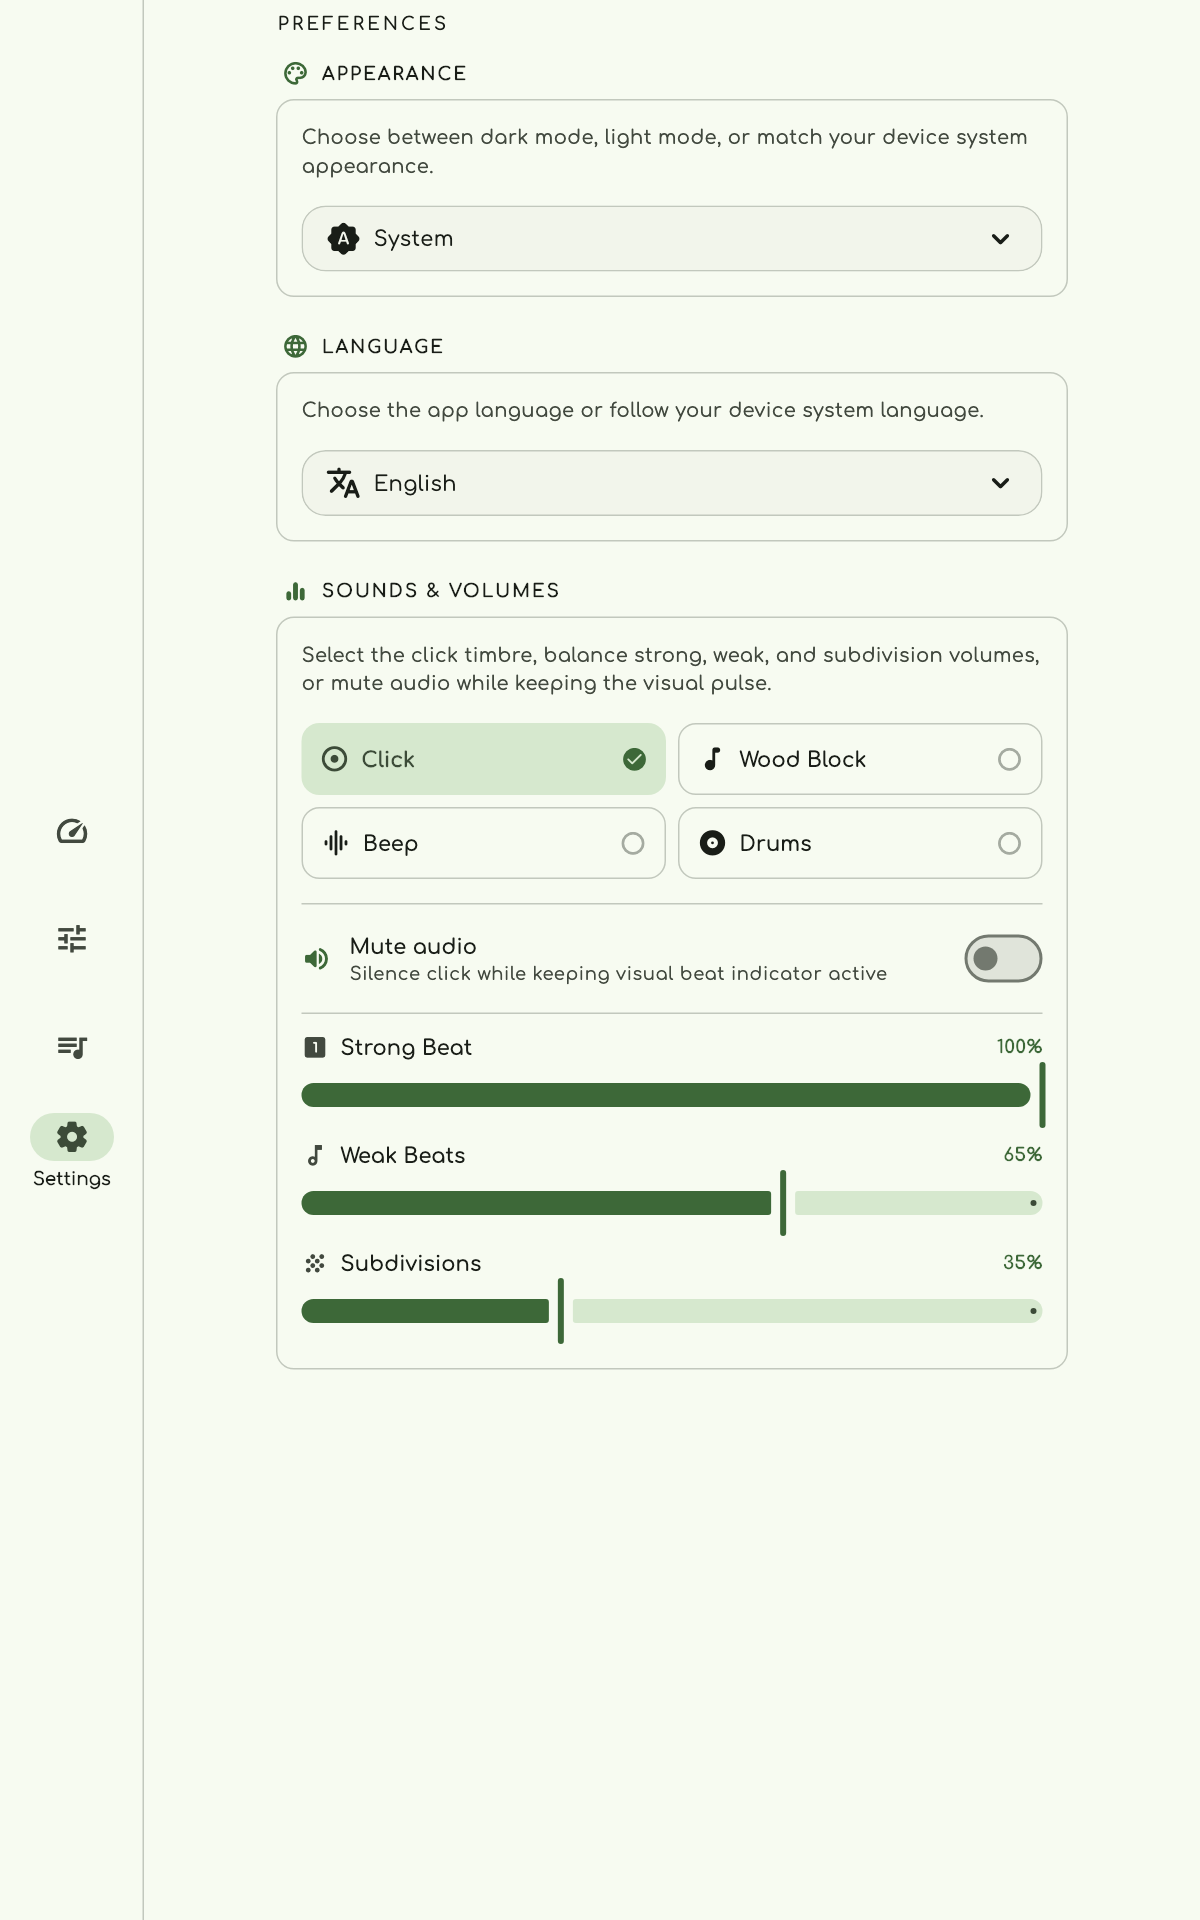 PREFERENCES
APPEARANCE
Choose between dark mode, light mode, or match your device system
appearance.
A System
LANGUAGE
Choose the app language or follow your device system language.
English
SOUNDS & VOLUMES
Select the click timbre, balance strong, weak, and subdivision volumes,
or mute audio while keeping the visual pulse.
Click
Wood Block
Beep
Drums
Mute audio
Silence click while keeping visual beat indicator active
1 Strong Beat 100%
Weak Beats 65%
Subdivisions 35%
Settings